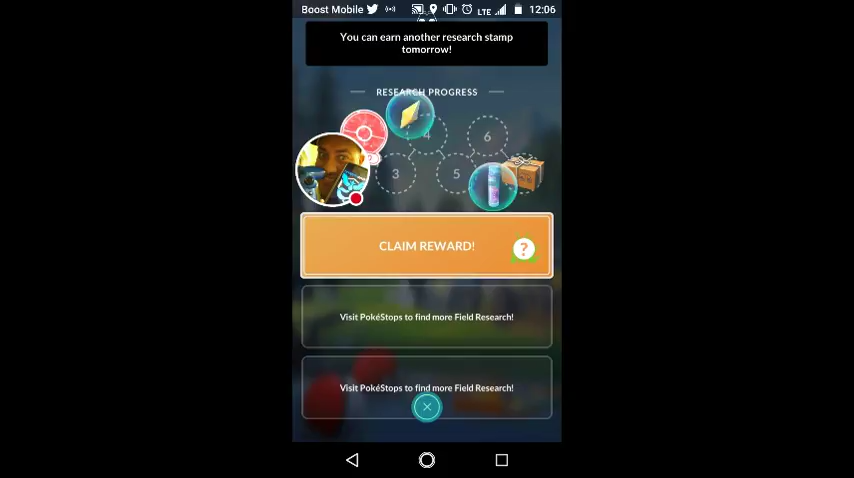 Boost Mobile LTE 12:06
You can earn another research stamp
tomorrow!
RESEARCH PROGRESS
4 6
3 5
CLAIM REWARD! ?
Visit PokéStops to find more Field Research!
Visit PokéStops to find more Field Research!